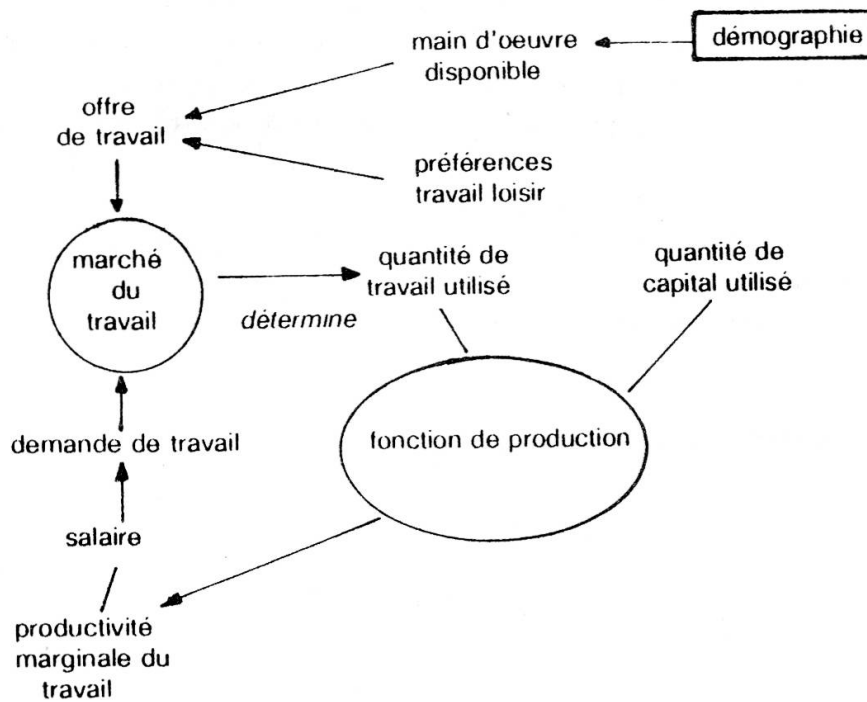 main d'oeuvre
disponible
démographie
offre
de travail
préférences
travail loisir
marché
du
travail
détermine
quantité de
travail utilisé
quantité de
capital utilisé
demande de travail
fonction de production
salaire
productivité
marginale du
travail